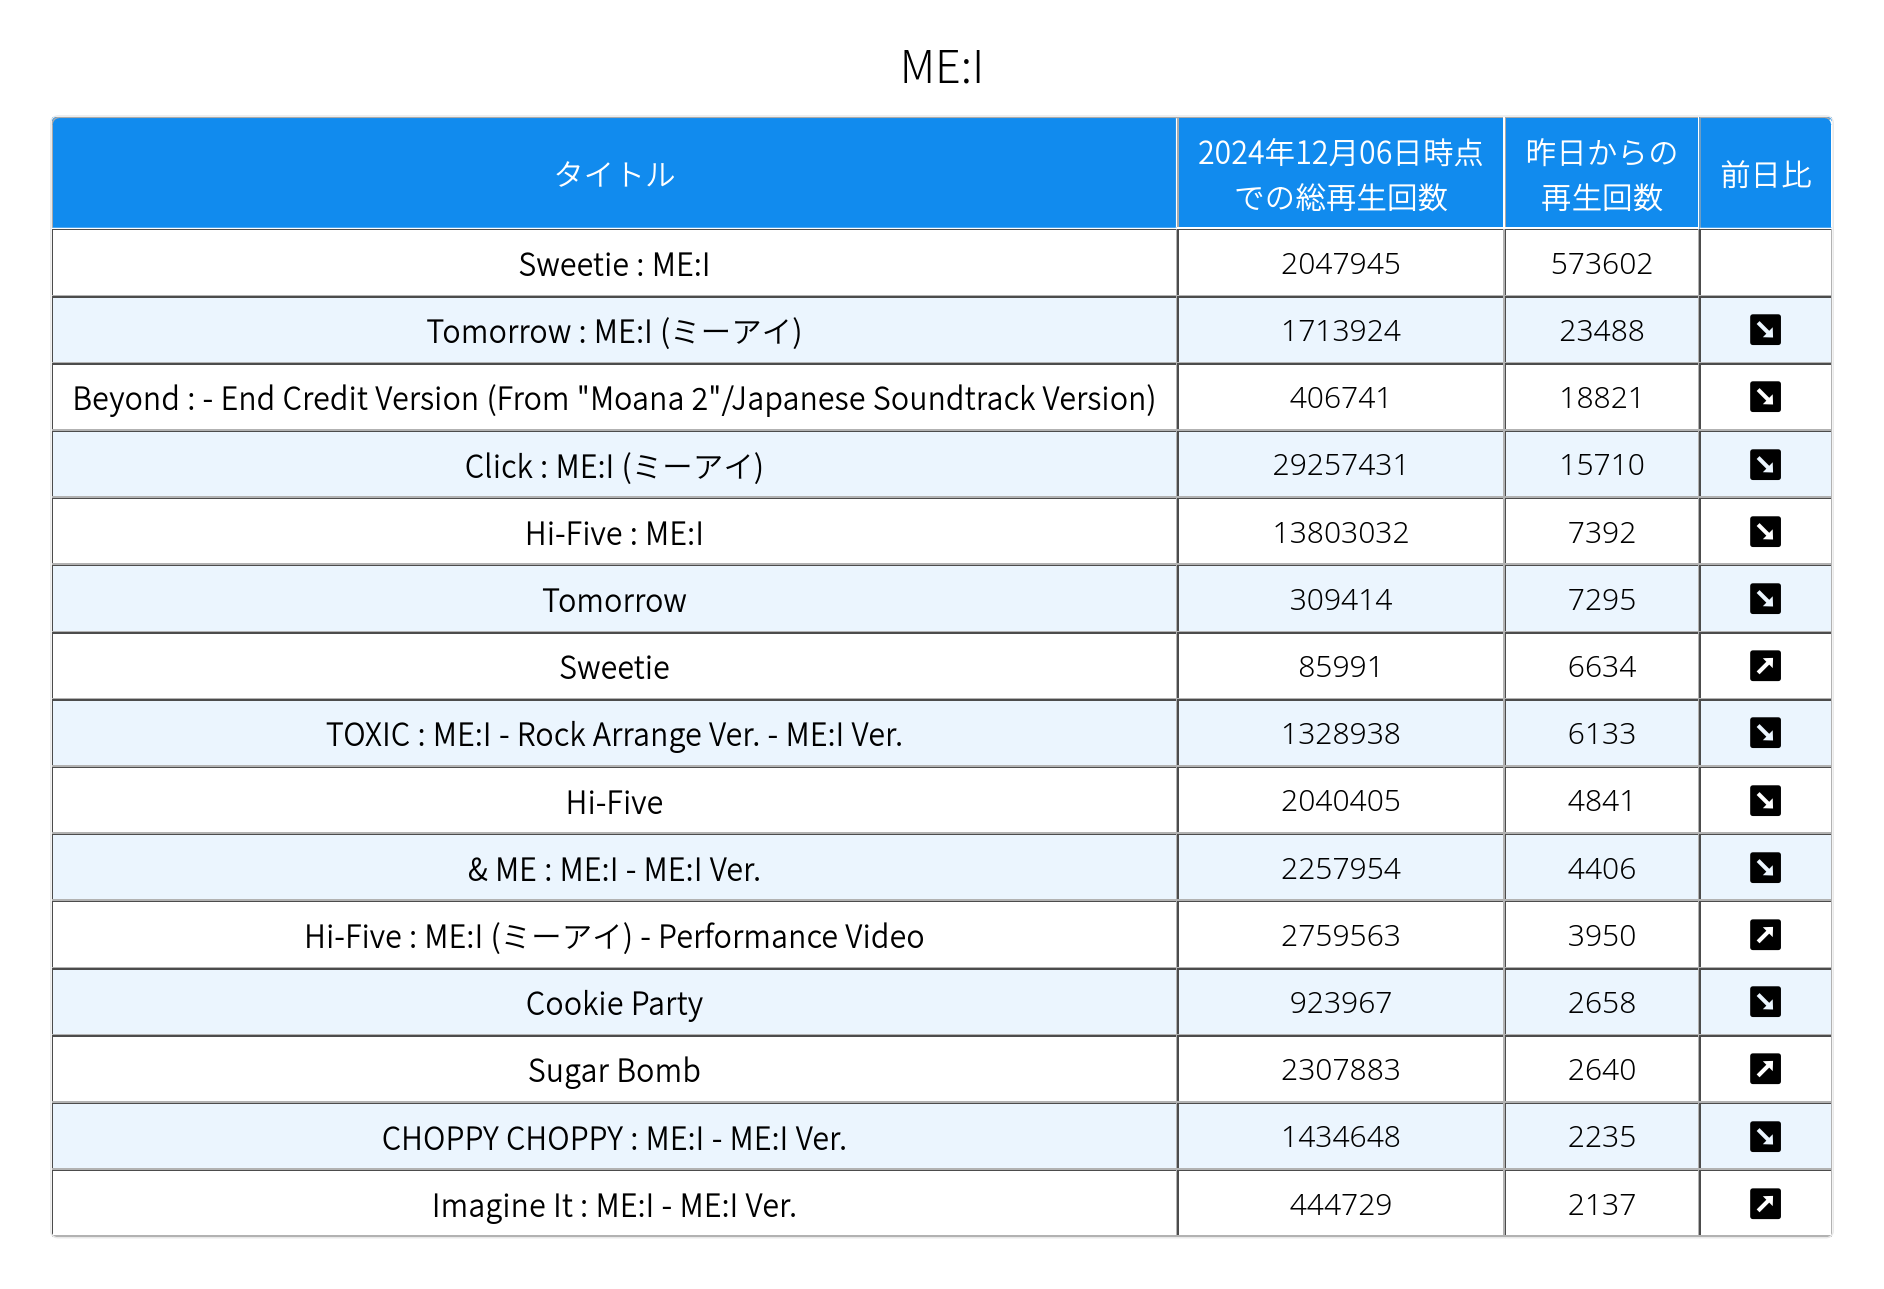 ME:I
タイトル
2024年12月06日時点
での総再生回数
昨日からの
再生回数
前日比
Sweetie : ME:I 2047945 573602
Tomorrow : ME:I (ミーアイ) 1713924 23488 ↘
Beyond : - End Credit Version (From "Moana 2"/Japanese Soundtrack Version) 406741 18821 ↘
Click : ME:I (ミーアイ) 29257431 15710 ↘
Hi-Five : ME:I 13803032 7392 ↘
Tomorrow 309414 7295 ↘
Sweetie 85991 6634 ↗
TOXIC : ME:I - Rock Arrange Ver. - ME:I Ver. 1328938 6133 ↘
Hi-Five 2040405 4841 ↘
& ME : ME:I - ME:I Ver. 2257954 4406 ↘
Hi-Five : ME:I (ミーアイ) - Performance Video 2759563 3950 ↗
Cookie Party 923967 2658 ↘
Sugar Bomb 2307883 2640 ↗
CHOPPY CHOPPY : ME:I - ME:I Ver. 1434648 2235 ↘
Imagine It : ME:I - ME:I Ver. 444729 2137 ↗